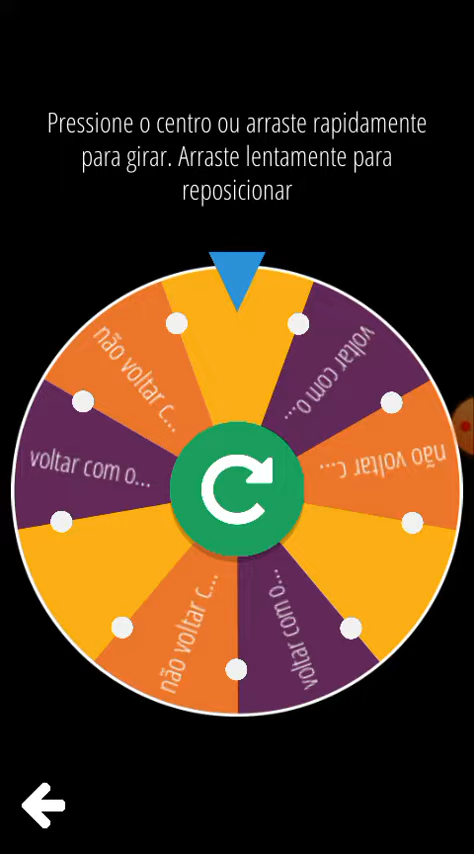 Pressione o centro ou arraste rapidamente
para girar. Arraste lentamente para
reposicionar
voltar com o...
não voltar c...
voltar com o...
não voltar c...
voltar com o...
não voltar c...